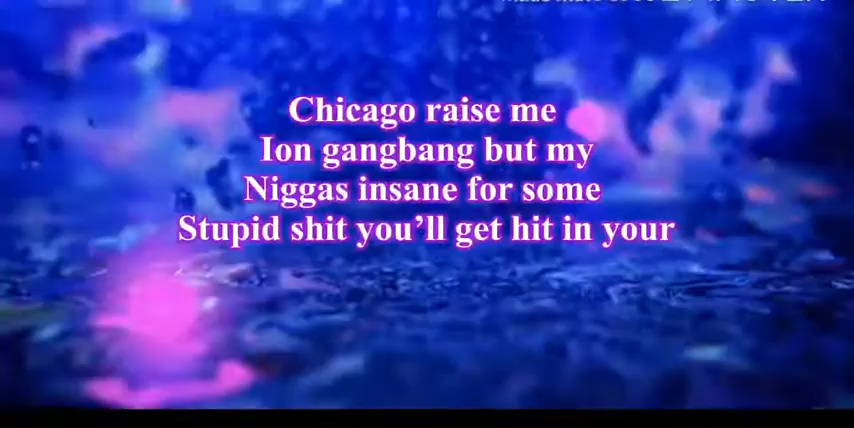 Chicago raise me
Ion gangbang but my
Niggas insane for some
Stupid shit you’ll get hit in your